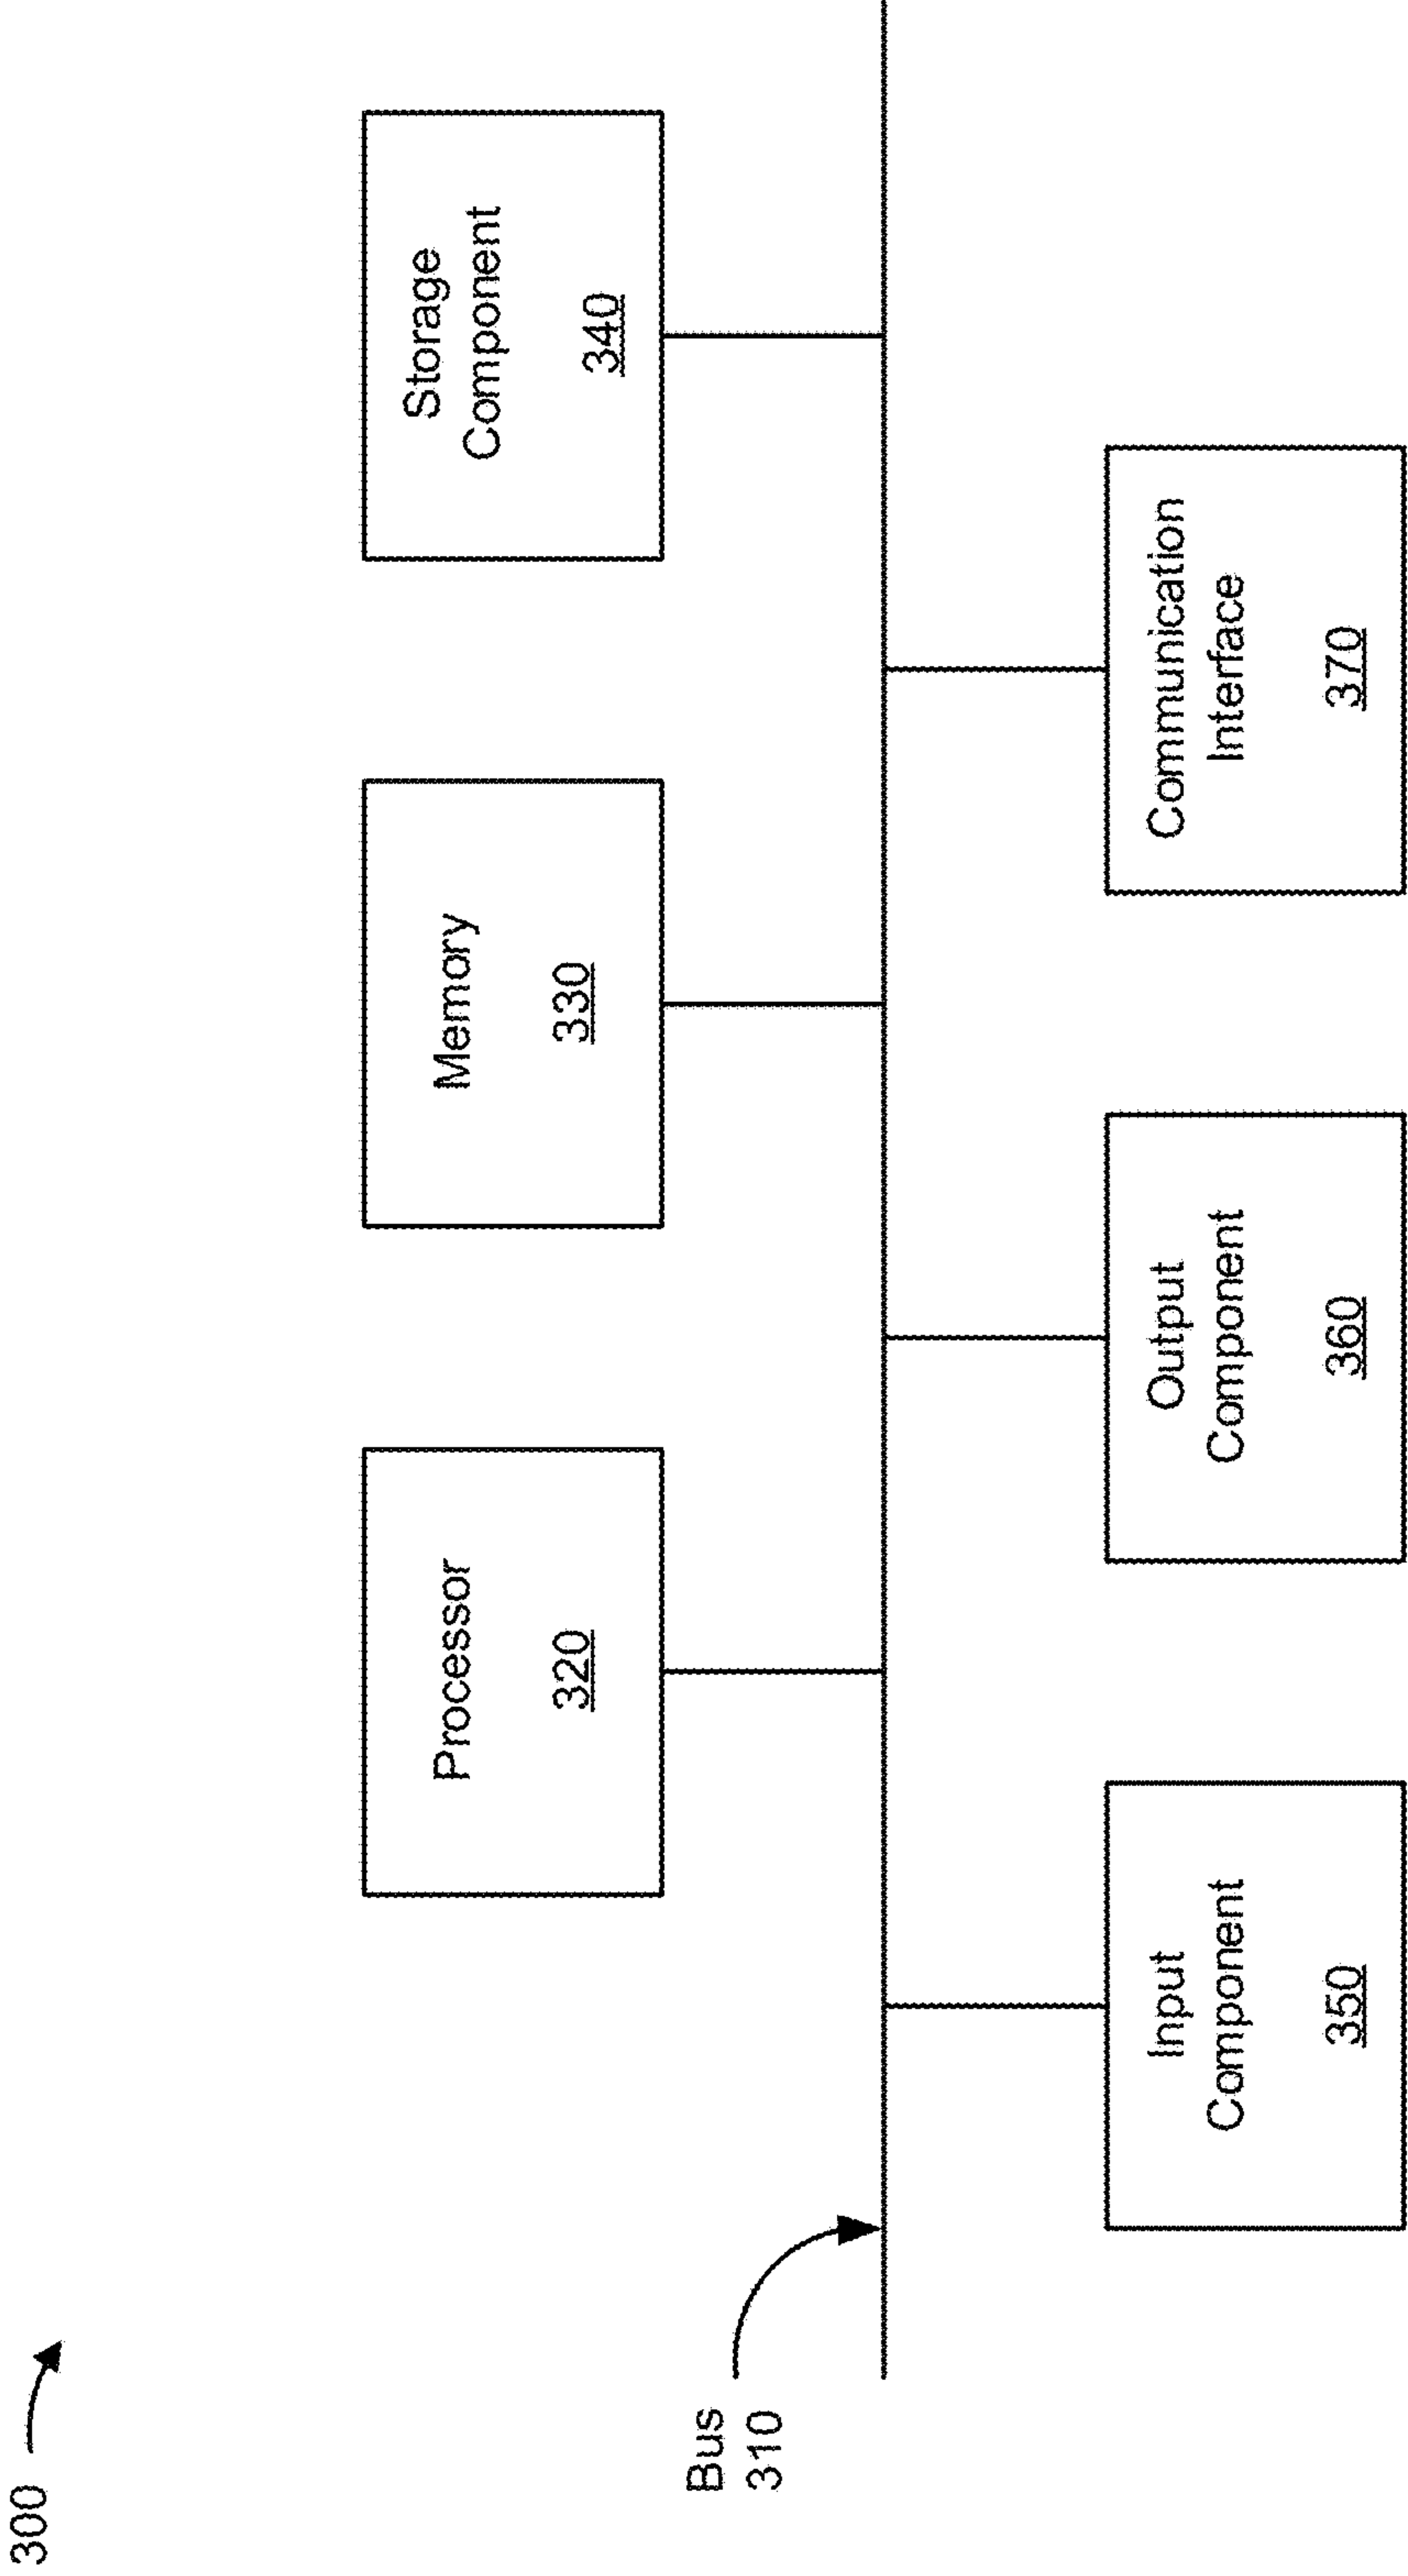 300
Processor
320
Memory
330
Storage
Component
340
Bus
310
Input
Component
350
Output
Component
360
Communication
Interface
370